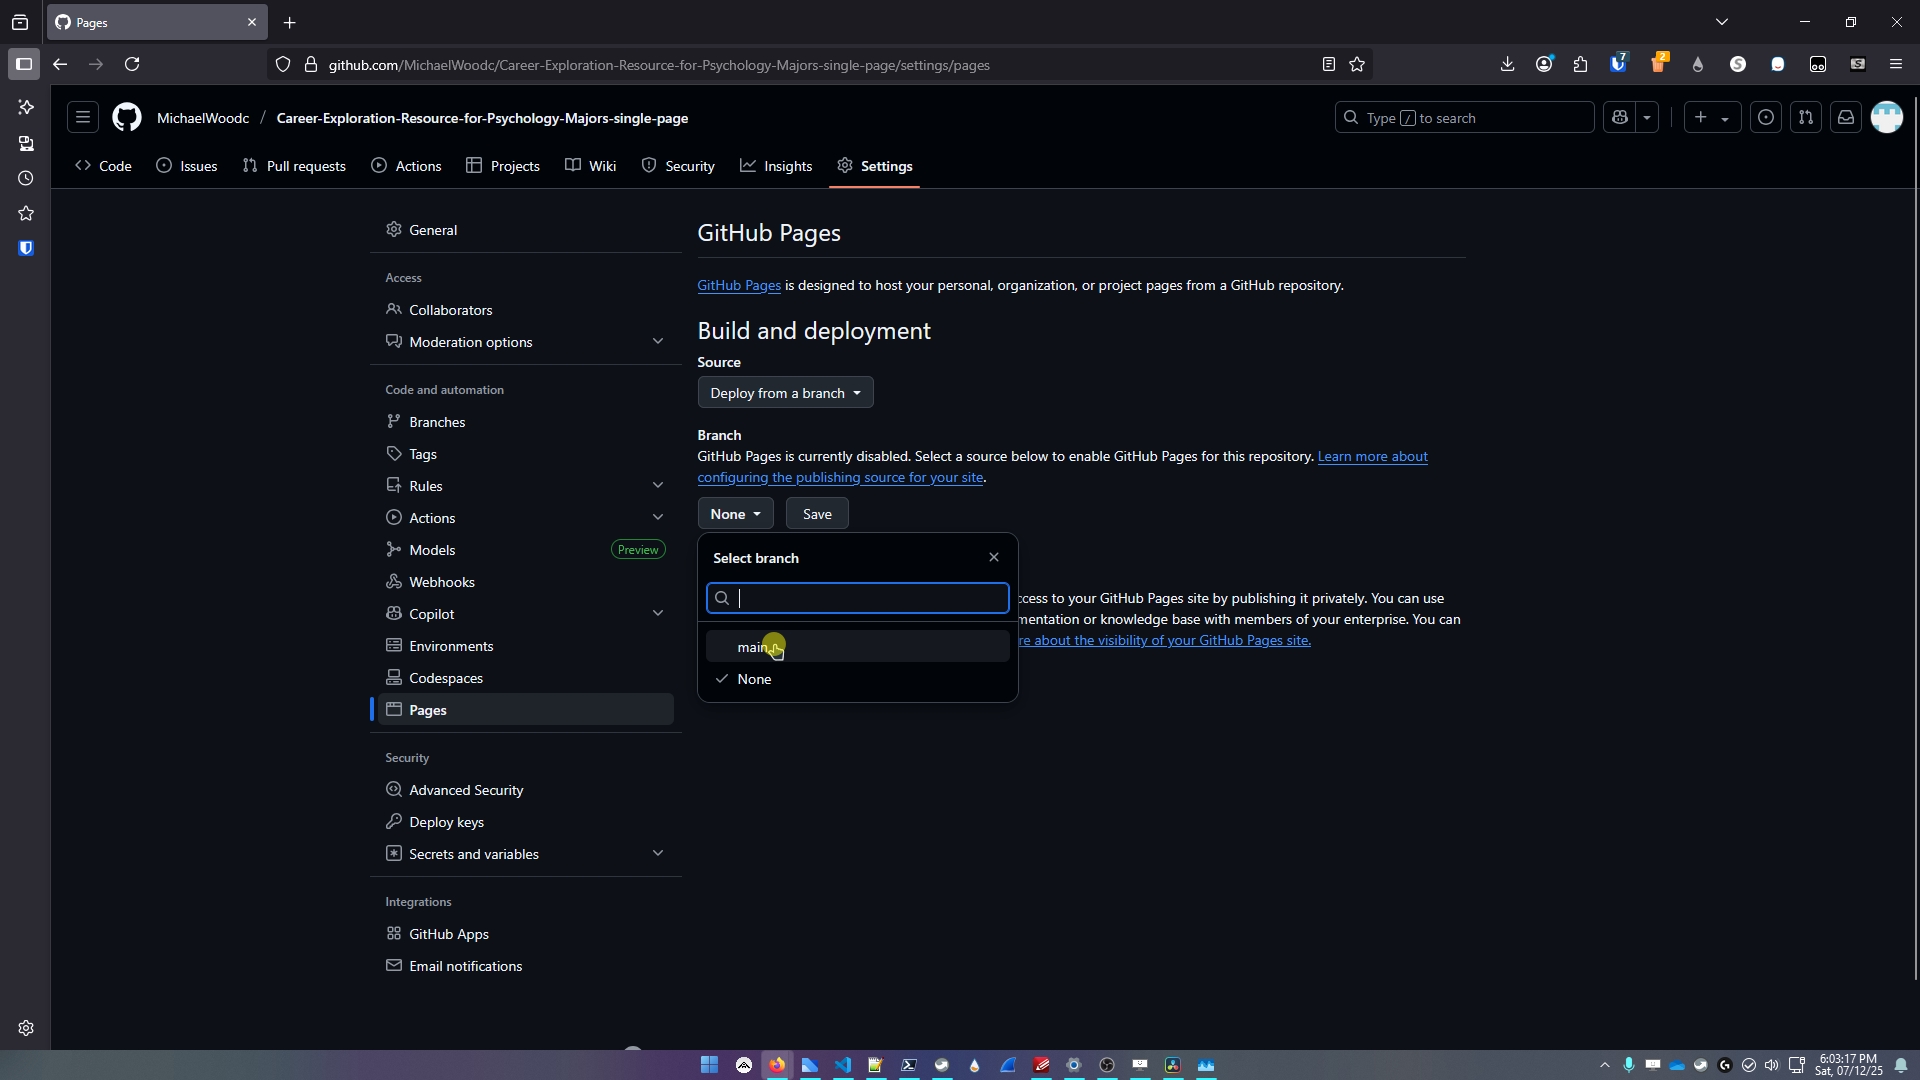 Pages
github.com/MichaelWoodc/Career-Exploration-Resource-for-Psychology-Majors-single-page/settings/pages
7
2
MichaelWoodc / Career-Exploration-Resource-for-Psychology-Majors-single-page
Type / to search
Code
Issues
Pull requests
Actions
Projects
Wiki
Security
Insights
Settings
General
Access
Collaborators
Moderation options
Code and automation
Branches
Tags
Rules
Actions
Models Preview
Webhooks
Copilot
Environments
Codespaces
Pages
Security
Advanced Security
Deploy keys
Secrets and variables
Integrations
GitHub Apps
Email notifications
GitHub Pages
GitHub Pages is designed to host your personal, organization, or project pages from a GitHub repository.
Build and deployment
Source
Deploy from a branch
Branch
GitHub Pages is currently disabled. Select a source below to enable GitHub Pages for this repository. Learn more about
configuring the publishing source for your site.
None Save
Select branch
main
None
cess to your GitHub Pages site by publishing it privately. You can use
mentation or knowledge base with members of your enterprise. You can
re about the visibility of your GitHub Pages site.
6:03:17 PM
Sat, 07/12/25